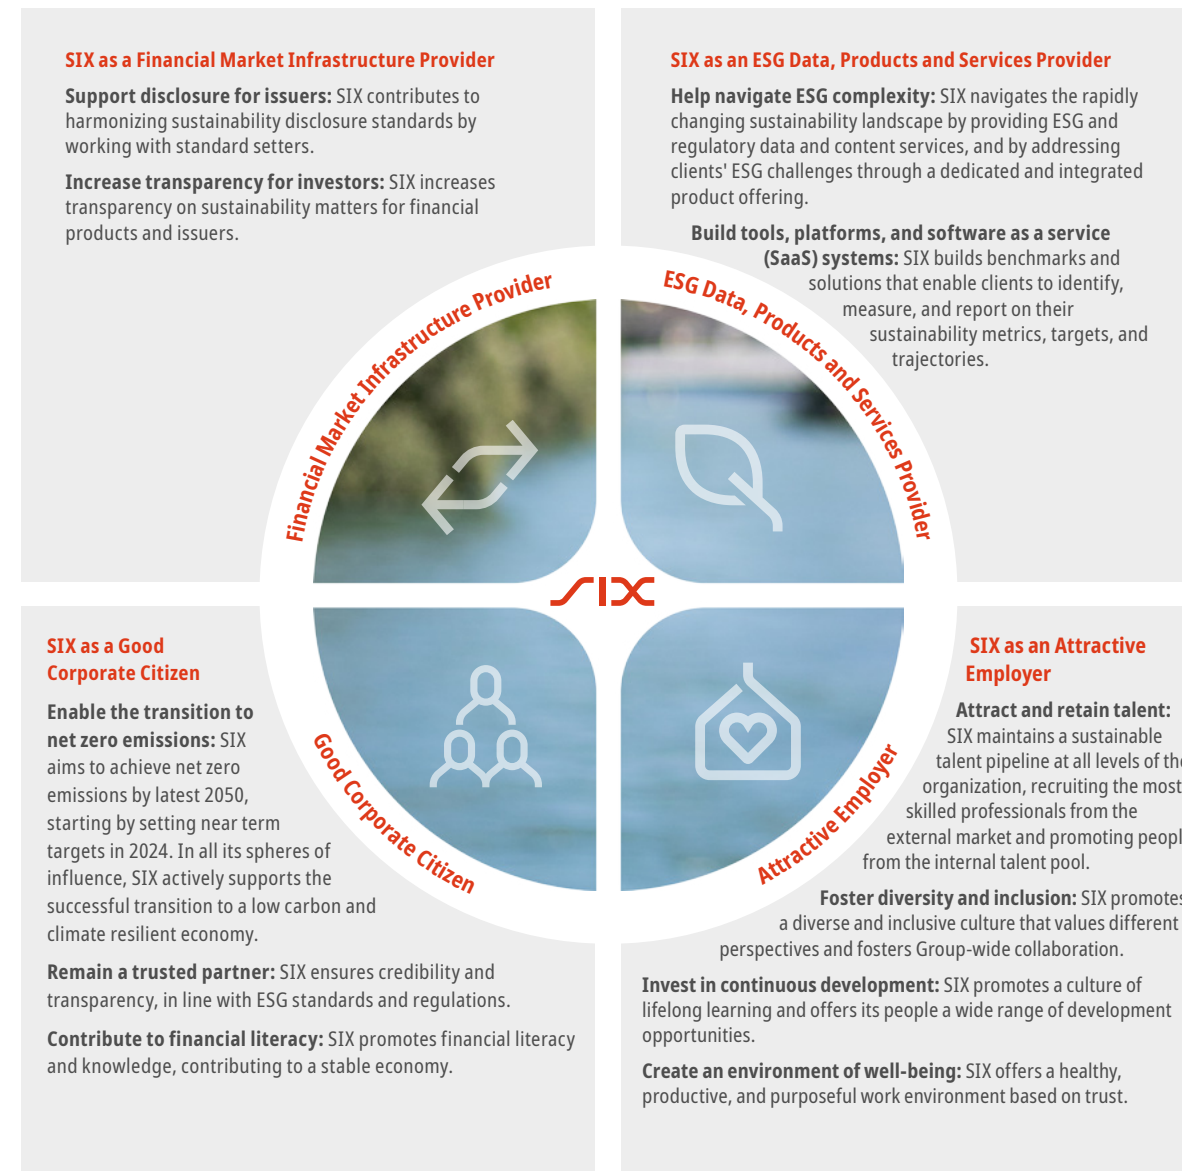 SIX as a Financial Market Infrastructure Provider
Support disclosure for issuers: SIX contributes to
harmonizing sustainability disclosure standards by
working with standard setters.
Increase transparency for investors: SIX increases
transparency on sustainability matters for financial
products and issuers.
SIX as an ESG Data, Products and Services Provider
Help navigate ESG complexity: SIX navigates the rapidly
changing sustainability landscape by providing ESG and
regulatory data and content services, and by addressing
clients' ESG challenges through a dedicated and integrated
product offering.
Build tools, platforms, and software as a service
(SaaS) systems: SIX builds benchmarks and
solutions that enable clients to identify,
measure, and report on their
sustainability metrics, targets, and
trajectories.
Financial Market Infrastructure Provider
ESG Data, Products and Services Provider
SIX
Good Corporate Citizen
Attractive Employer
SIX as a Good
Corporate Citizen
Enable the transition to
net zero emissions: SIX
aims to achieve net zero
emissions by latest 2050,
starting by setting near term
targets in 2024. In all its spheres of
influence, SIX actively supports the
successful transition to a low carbon and
climate resilient economy.
Remain a trusted partner: SIX ensures credibility and
transparency, in line with ESG standards and regulations.
Contribute to financial literacy: SIX promotes financial literacy
and knowledge, contributing to a stable economy.
SIX as an Attractive
Employer
Attract and retain talent:
SIX maintains a sustainable
talent pipeline at all levels of the
organization, recruiting the most
skilled professionals from the
external market and promoting peopl
from the internal talent pool.
Foster diversity and inclusion: SIX promotes
a diverse and inclusive culture that values different
perspectives and fosters Group-wide collaboration.
Invest in continuous development: SIX promotes a culture of
lifelong learning and offers its people a wide range of development
opportunities.
Create an environment of well-being: SIX offers a healthy,
productive, and purposeful work environment based on trust.